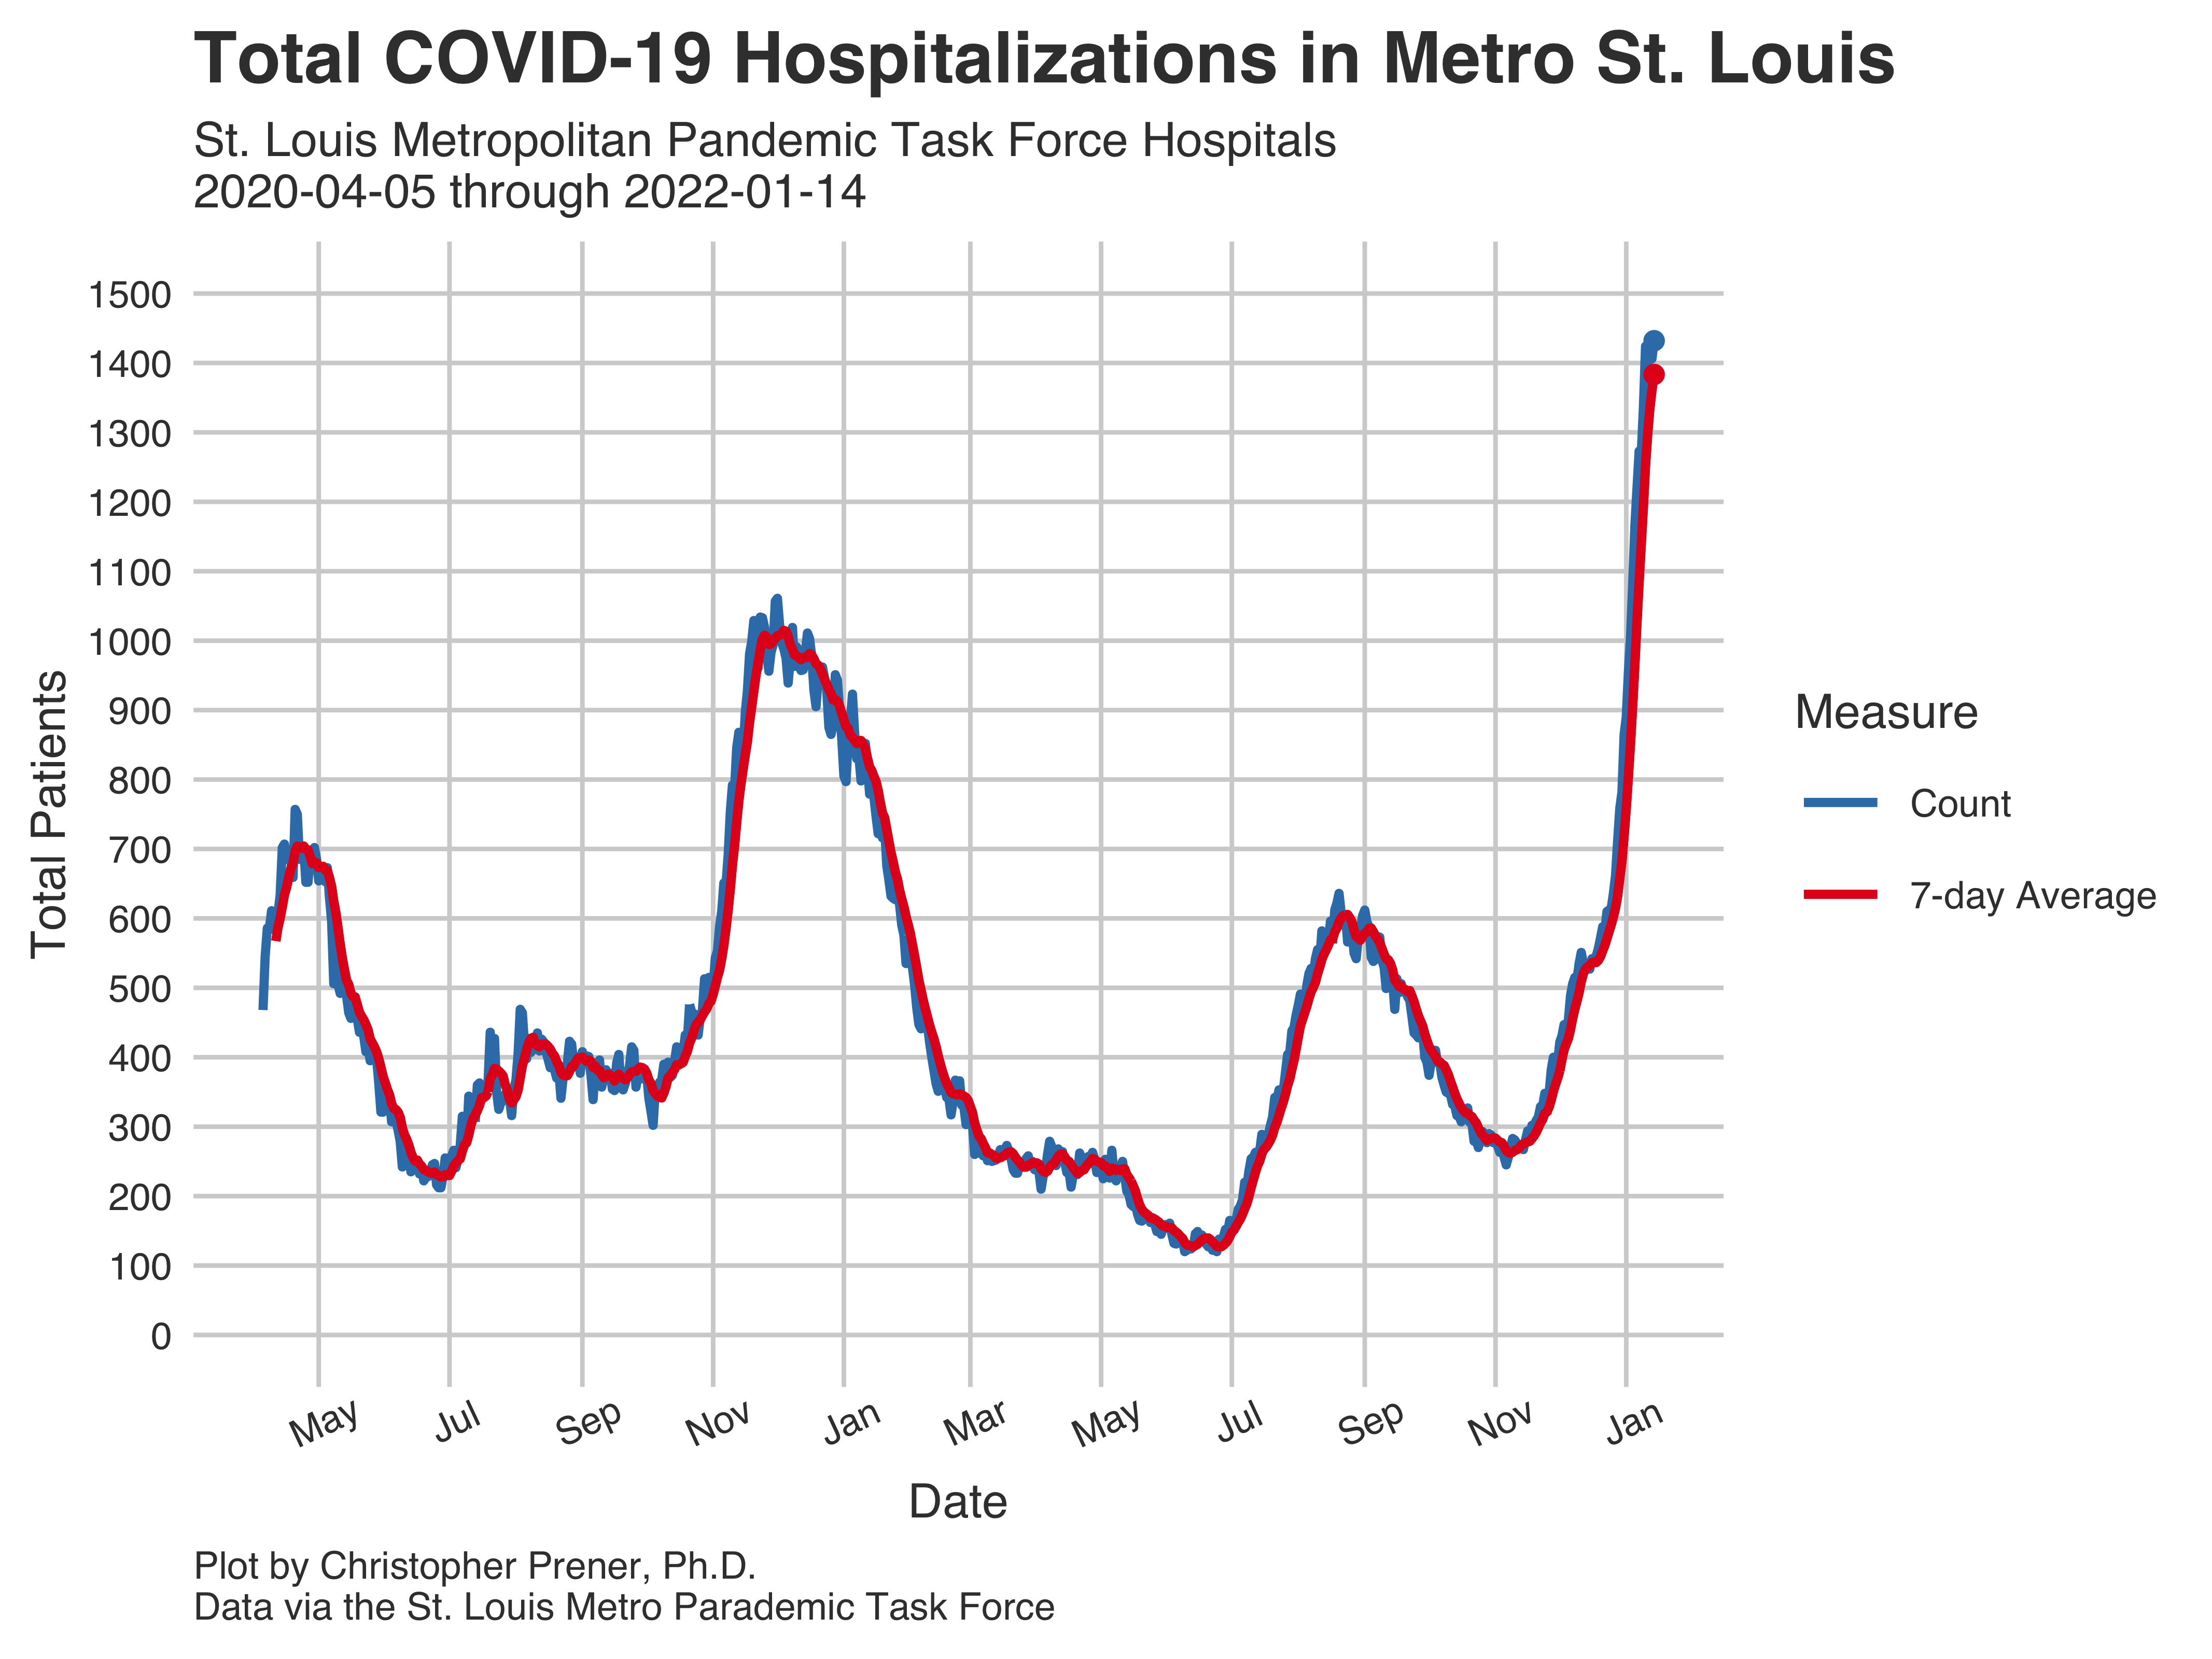 Total COVID-19 Hospitalizations in Metro St. Louis
St. Louis Metropolitan Pandemic Task Force Hospitals
2020-04-05 through 2022-01-14
1500
1400
1300
1200
1100
1000
900
800
700
600
500
400
300
200
100
0
Total Patients
May Jul Sep Nov Jan Mar May Jul Sep Nov Jan
Date
Measure
Count
7-day Average
Plot by Christopher Prener, Ph.D.
Data via the St. Louis Metro Parademic Task Force